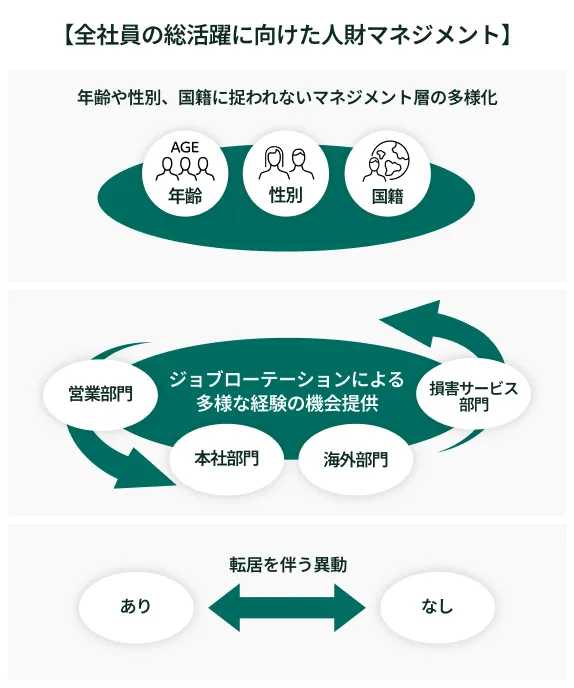 【全社員の総活躍に向けた人財マネジメント】
年齢や性別、国籍に捉われないマネジメント層の多様化
AGE
年齢
性別
国籍
ジョブローテーションによる
多様な経験の機会提供
営業部門
損害サービス
部門
本社部門
海外部門
転居を伴う異動
あり
なし